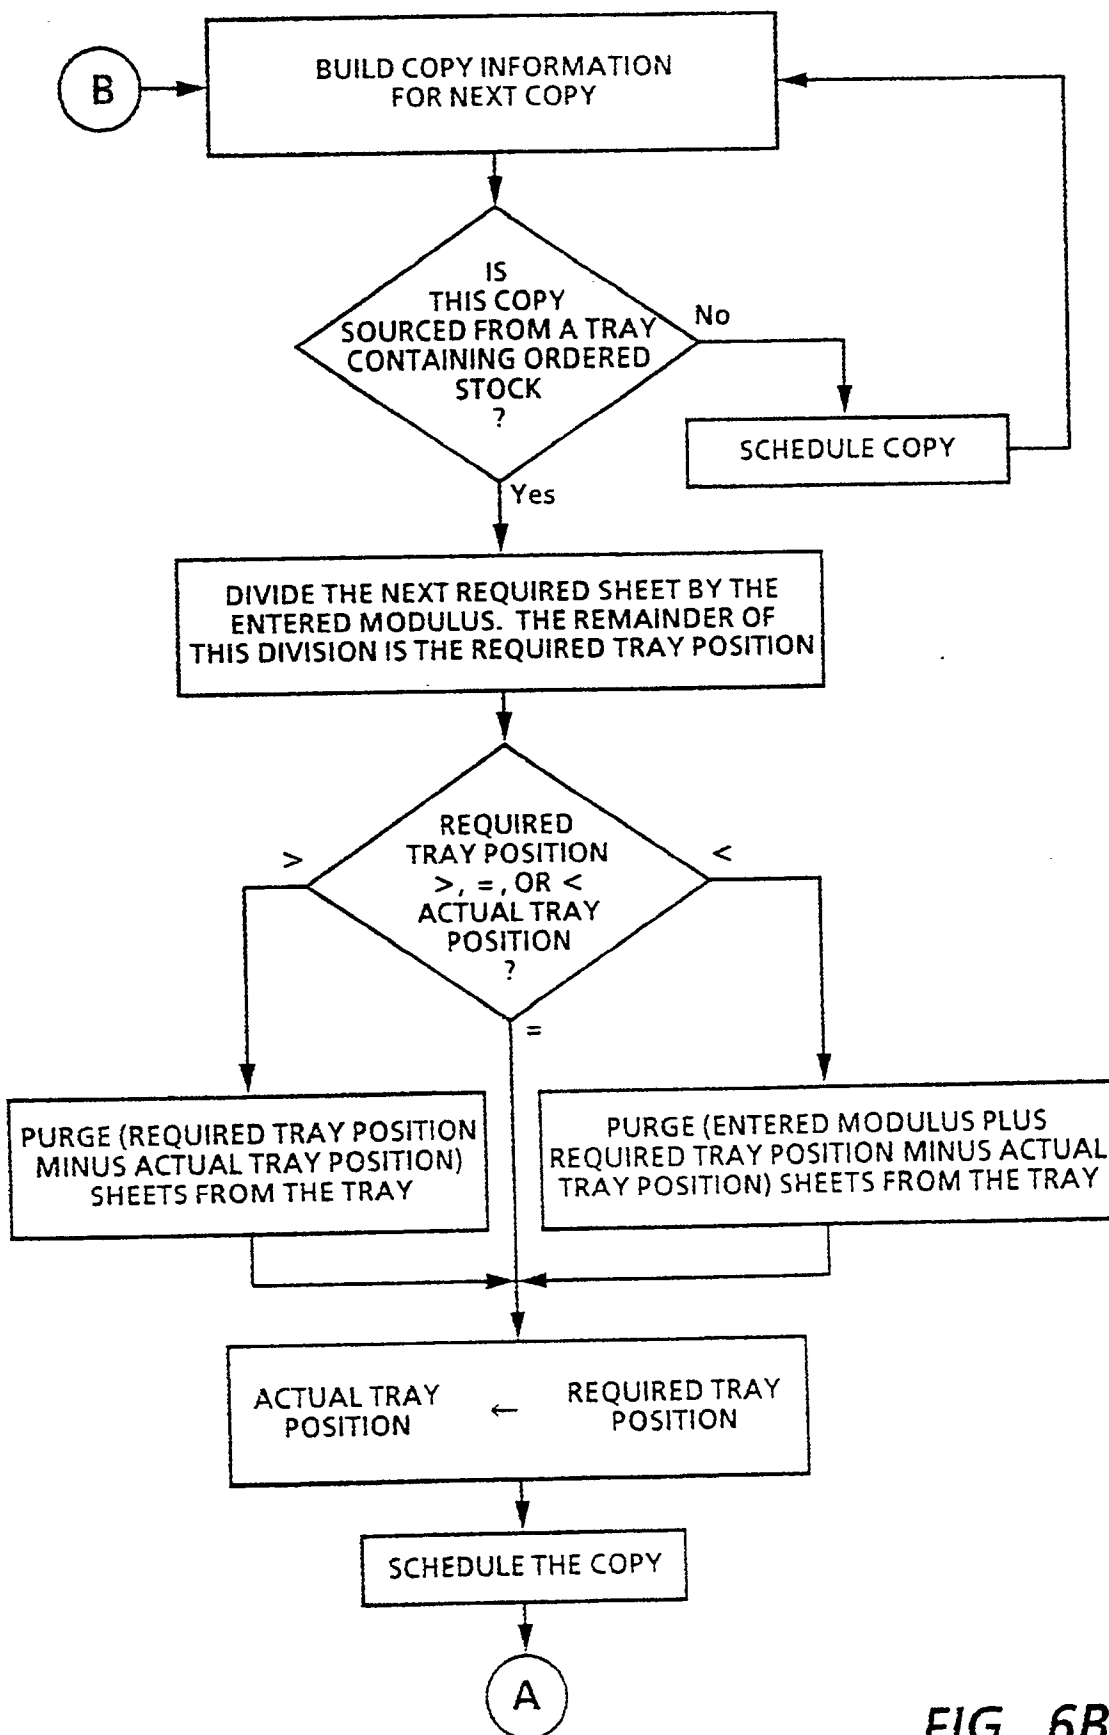 B
BUILD COPY INFORMATION
FOR NEXT COPY
IS
THIS COPY
SOURCED FROM A TRAY
CONTAINING ORDERED
STOCK
?
No
SCHEDULE COPY
Yes
DIVIDE THE NEXT REQUIRED SHEET BY THE
ENTERED MODULUS. THE REMAINDER OF
THIS DIVISION IS THE REQUIRED TRAY POSITION
REQUIRED
TRAY POSITION
>, =, OR <
ACTUAL TRAY
POSITION
?
>
<
=
PURGE (REQUIRED TRAY POSITION
MINUS ACTUAL TRAY POSITION)
SHEETS FROM THE TRAY
PURGE (ENTERED MODULUS PLUS
REQUIRED TRAY POSITION MINUS ACTUAL
TRAY POSITION) SHEETS FROM THE TRAY
ACTUAL TRAY
POSITION
←
REQUIRED TRAY
POSITION
SCHEDULE THE COPY
A
FIG. 6B